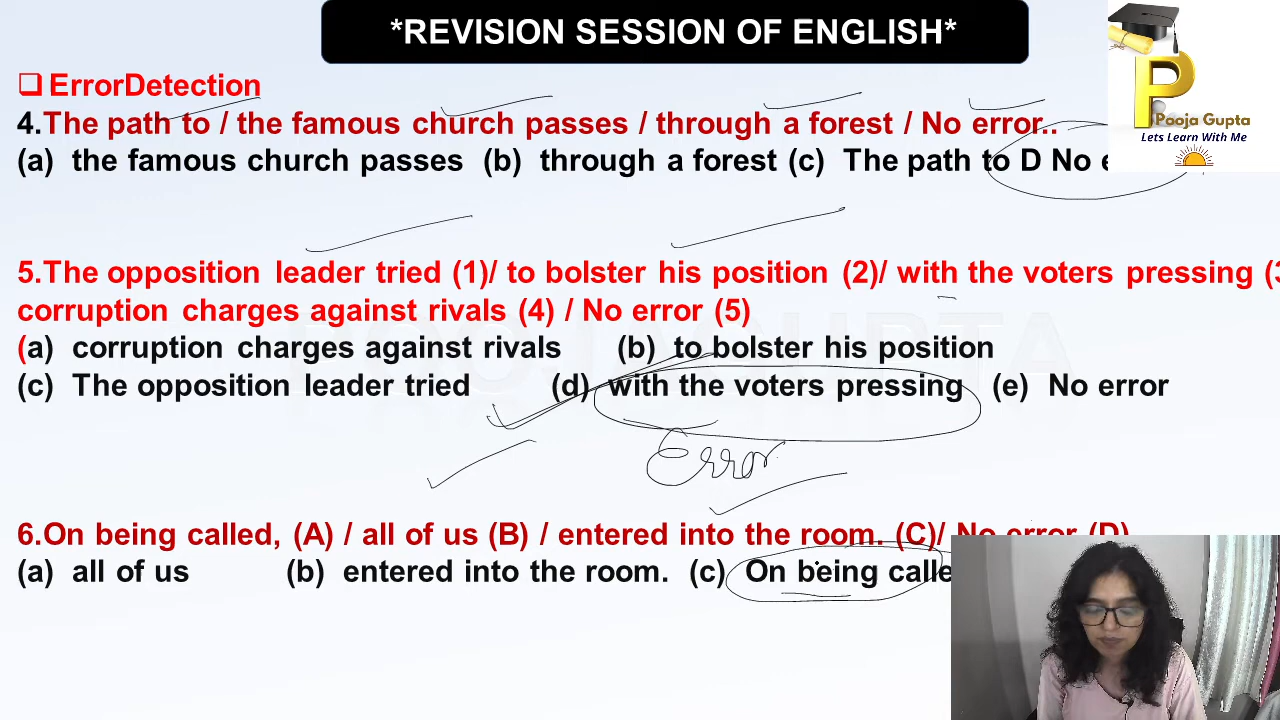 *REVISION SESSION OF ENGLISH*
P
Pooja Gupta
Lets Learn With Me
ErrorDetection
4.The path to / the famous church passes / through a forest / No error..
(a) the famous church passes (b) through a forest (c) The path to D No
5.The opposition leader tried (1)/ to bolster his position (2)/ with the voters pressing
corruption charges against rivals (4) / No error (5)
(a) corruption charges against rivals (b) to bolster his position
(c) The opposition leader tried (d) with the voters pressing (e) No error
Error
6.On being called, (A) / all of us (B) / entered into the room. (C)/ No error (D)
(a) all of us (b) entered into the room. (c) On being calle